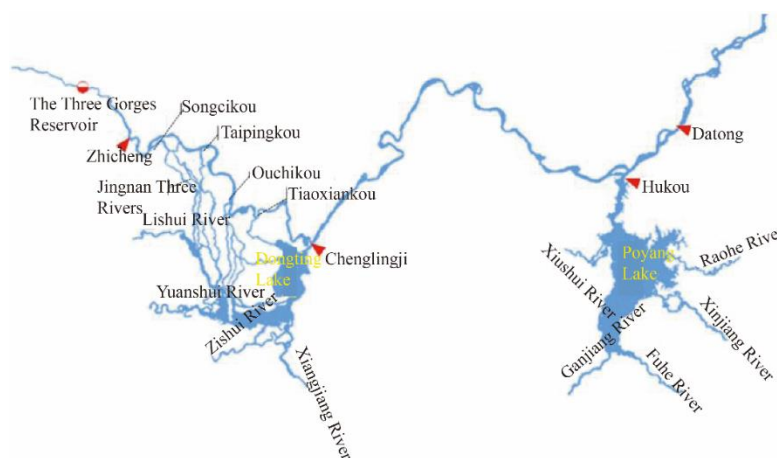 Songcikou
The Three Gorges
Reservoir
Taipingkou
Datong
Zhicheng
Ouchikou
Jingnan Three
Rivers
Tiaoxiankou
Hukou
Lishui River
Dongting
Lake
Chenglingji
Poyang
Lake
Raohe River
Xiushui River
Yuanshui River
Zishui River
Xinjiang River
Ganjiang River
Fuhe River
Xiangjiang River